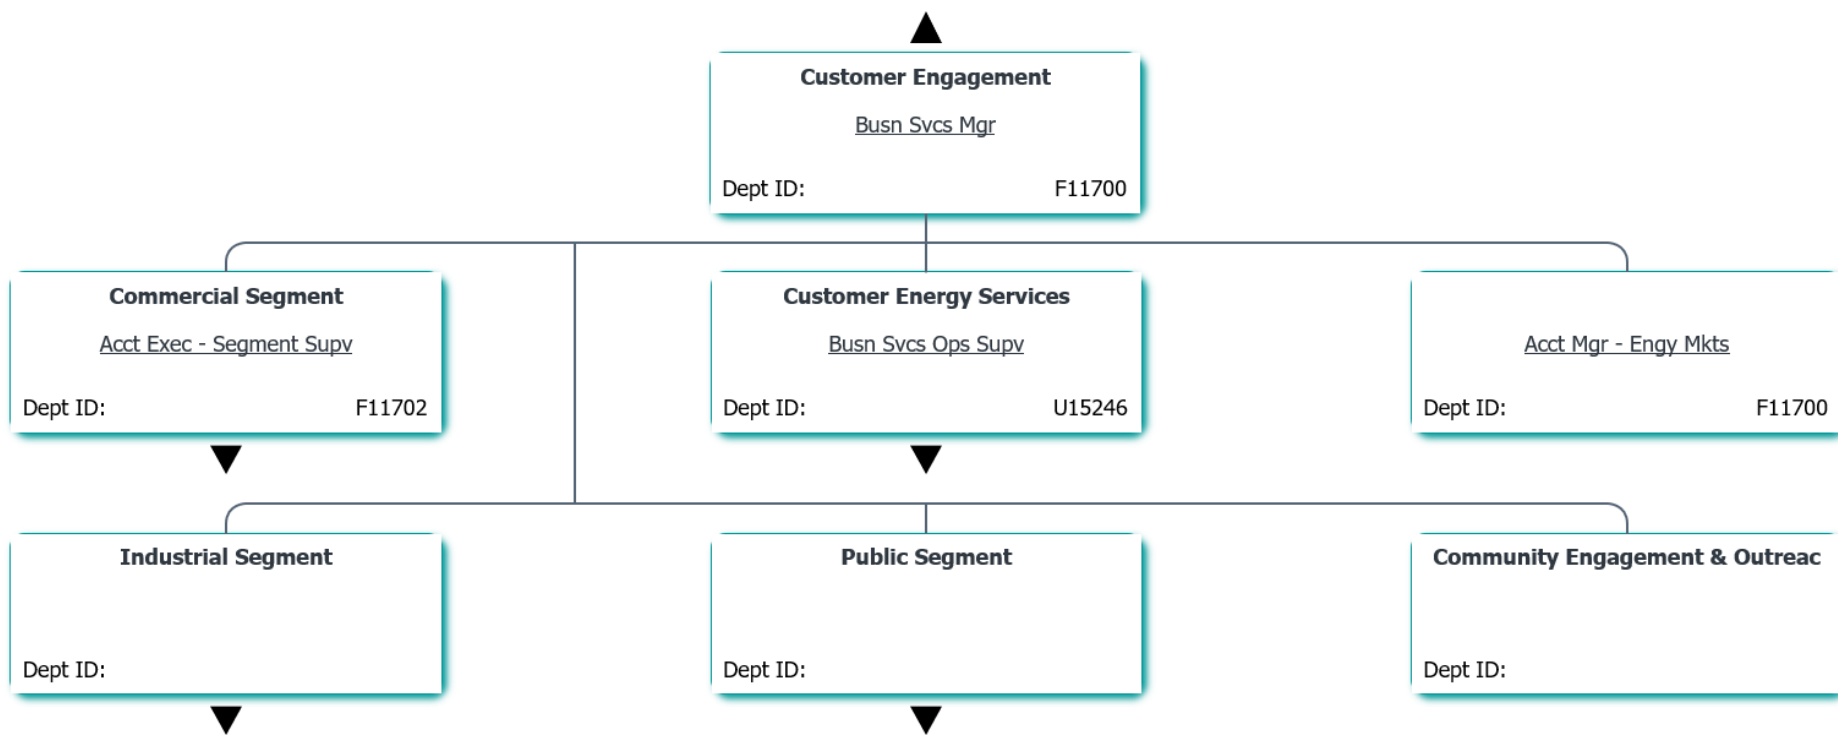 Customer Engagement
Busn Svcs Mgr
Dept ID: F11700
Commercial Segment
Acct Exec - Segment Supv
Dept ID: F11702
Customer Energy Services
Busn Svcs Ops Supv
Dept ID: U15246
Acct Mgr - Engy Mkts
Dept ID: F11700
Industrial Segment
Dept ID:
Public Segment
Dept ID:
Community Engagement & Outreac
Dept ID: